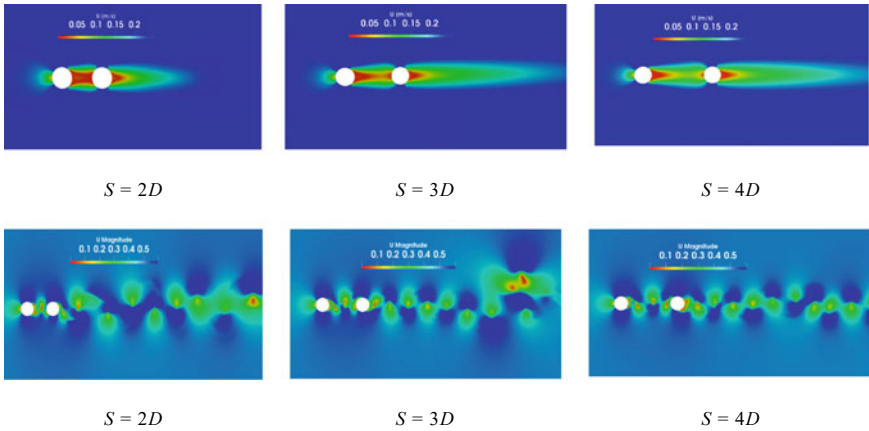 U (m/s)
0.05 0.1 0.15 0.2
U (m/s)
0.05 0.1 0.15 0.2
U (m/s)
0.05 0.1 0.15 0.2
S = 2D
S = 3D
S = 4D
U Magnitude
0.1 0.2 0.3 0.4 0.5
U Magnitude
0.1 0.2 0.3 0.4 0.5
U Magnitude
0.1 0.2 0.3 0.4 0.5
S = 2D
S = 3D
S = 4D